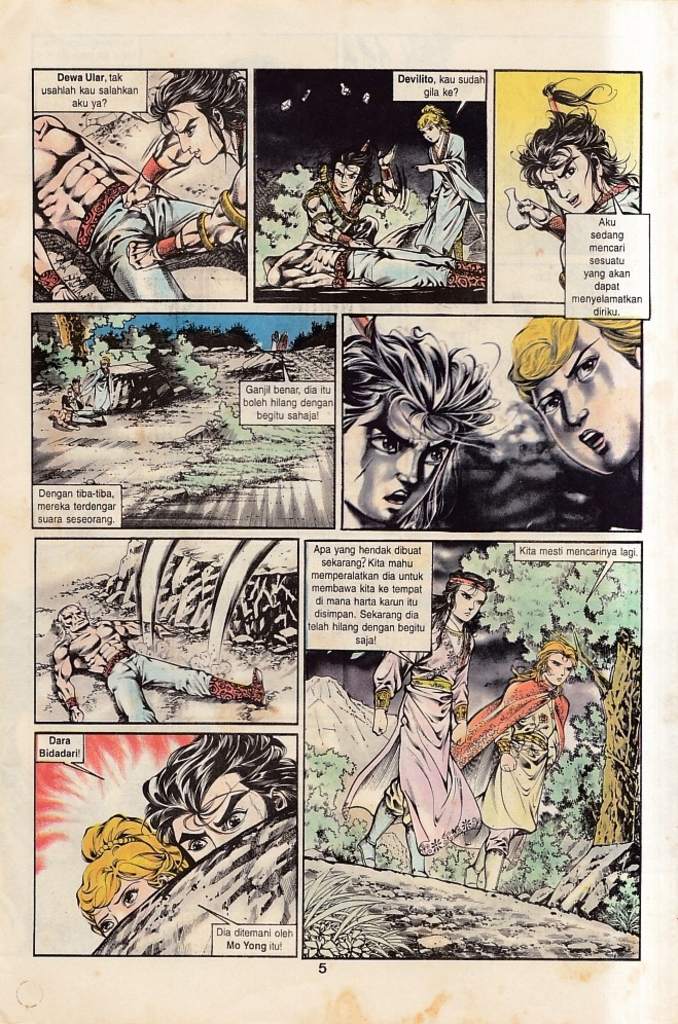 Dewa Ular, tak
usahlah kau salahkan
aku ya?
Devilito, kau sudah
gila ke?
Aku
sedang
mencari
sesuatu
yang akan
dapat
menyelamatkan
diriku.
Ganjil benar, dia itu
boleh hilang dengan
begitu sahaja!
Dengan tiba-tiba,
mereka terdengar
suara seseorang.
Apa yang hendak dibuat
sekarang? Kita mahu
memperalatkan dia untuk
membawa kita ke tempat
di mana harta karun itu
disimpan. Sekarang dia
telah hilang dengan begitu
saja!
Kita mesti mencarinya lagi.
Dara
Bidadari!
Dia ditemani oleh
Mo Yong itu!
5